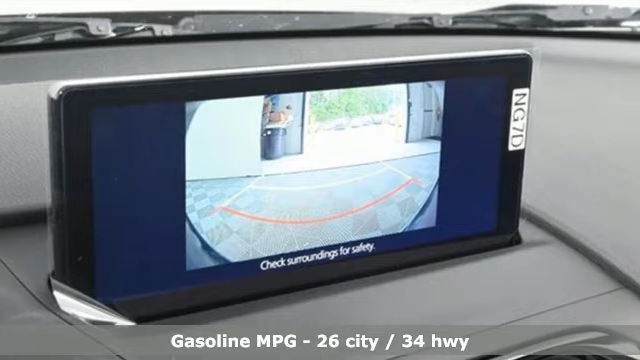 NG7D
Check surroundings for safety.
Gasoline MPG - 26 city / 34 hwy